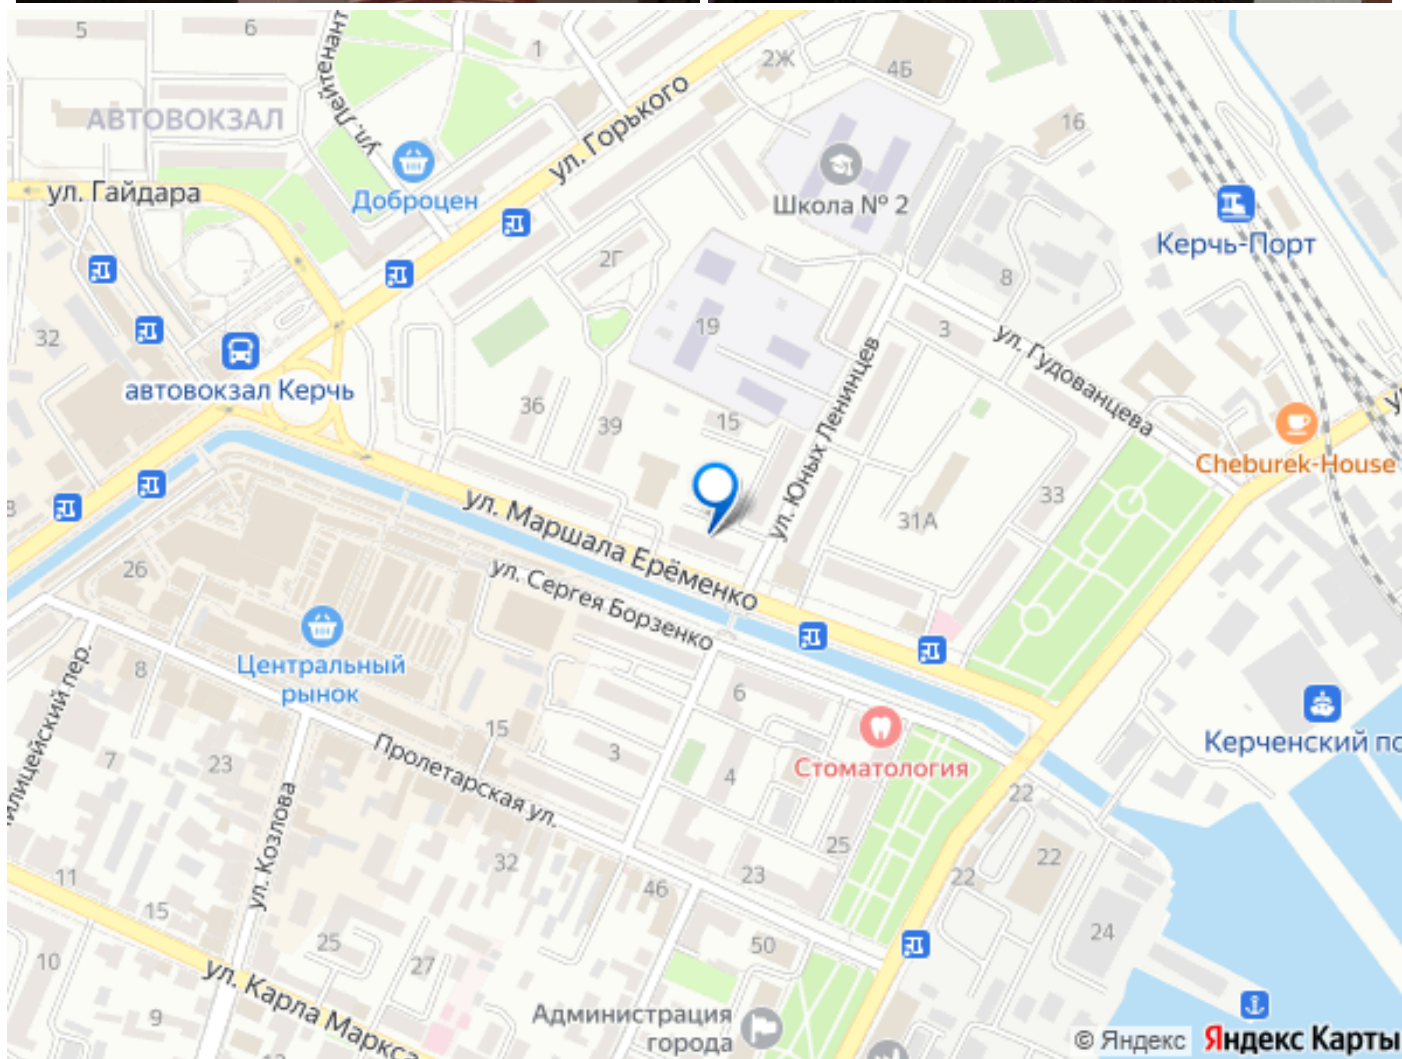 5
6
1
2Ж
4Б
ул. Лейтенант
АВТОВОКЗАЛ
ул. Горького
16
Доброцен
ул. Гайдара
Школа № 2
Керчь-Порт
2Г
8
32
19
3
ул. Гудованцева
автовокзал Керчь
36
39
15
ул. Юных Ленинцев
Cheburek-House
33
31А
8
ул. Маршала Ерёменко
26
ул. Сергея Борзенко
Центральный
рынок
8
6
15
3
4
7
23
Пролетарская ул.
Стоматология
Керченский по
илицейский пер.
ул. Козлова
22
25
22
22
32
46
23
11
15
24
50
25
27
10
ул. Карла Маркса
9
Администрация
города
© Яндекс Яндекс Карты